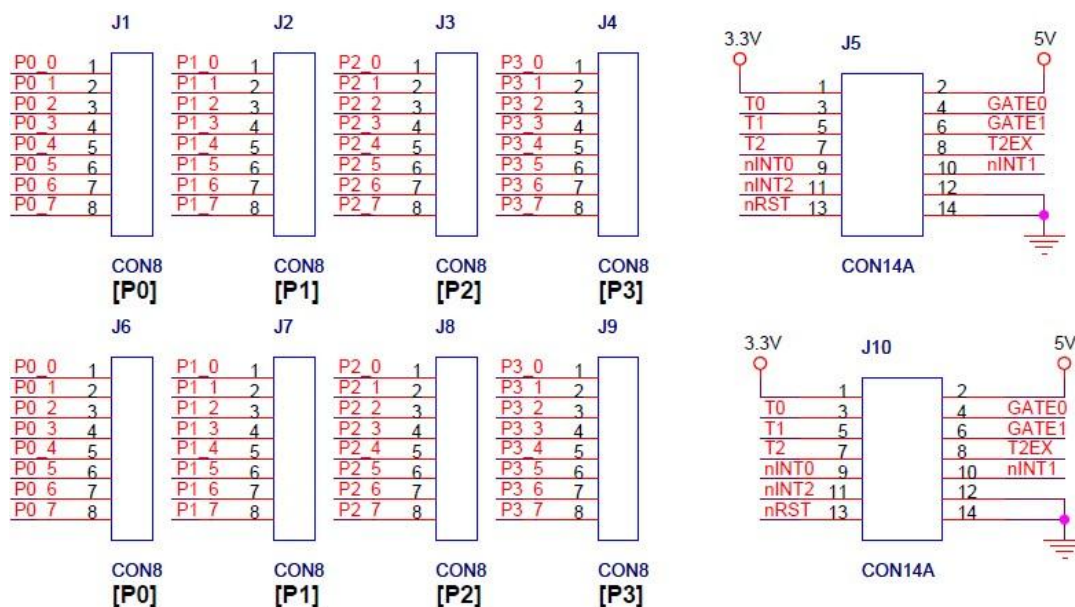 J1 J2 J3 J4
3.3V J5 5V
P0_0 1 P1_0 1 P2_0 1 P3_0 1
P0_1 2 P1_1 2 P2_1 2 P3_1 2
P0_2 3 P1_2 3 P2_2 3 P3_2 3
P0_3 4 P1_3 4 P2_3 4 P3_3 4
P0_4 5 P1_4 5 P2_4 5 P3_4 5
P0_5 6 P1_5 6 P2_5 6 P3_5 6
P0_6 7 P1_6 7 P2_6 7 P3_6 7
P0_7 8 P1_7 8 P2_7 8 P3_7 8
1 2
T0 3 4 GATE0
T1 5 6 GATE1
T2 7 8 T2EX
nINT0 9 10 nINT1
nINT2 11 12
nRST 13 14
CON8 CON8 CON8 CON8 CON14A
[P0] [P1] [P2] [P3]
J6 J7 J8 J9
3.3V J10 5V
P0_0 1 P1_0 1 P2_0 1 P3_0 1
P0_1 2 P1_1 2 P2_1 2 P3_1 2
P0_2 3 P1_2 3 P2_2 3 P3_2 3
P0_3 4 P1_3 4 P2_3 4 P3_3 4
P0_4 5 P1_4 5 P2_4 5 P3_4 5
P0_5 6 P1_5 6 P2_5 6 P3_5 6
P0_6 7 P1_6 7 P2_6 7 P3_6 7
P0_7 8 P1_7 8 P2_7 8 P3_7 8
1 2
T0 3 4 GATE0
T1 5 6 GATE1
T2 7 8 T2EX
nINT0 9 10 nINT1
nINT2 11 12
nRST 13 14
CON8 CON8 CON8 CON8 CON14A
[P0] [P1] [P2] [P3]